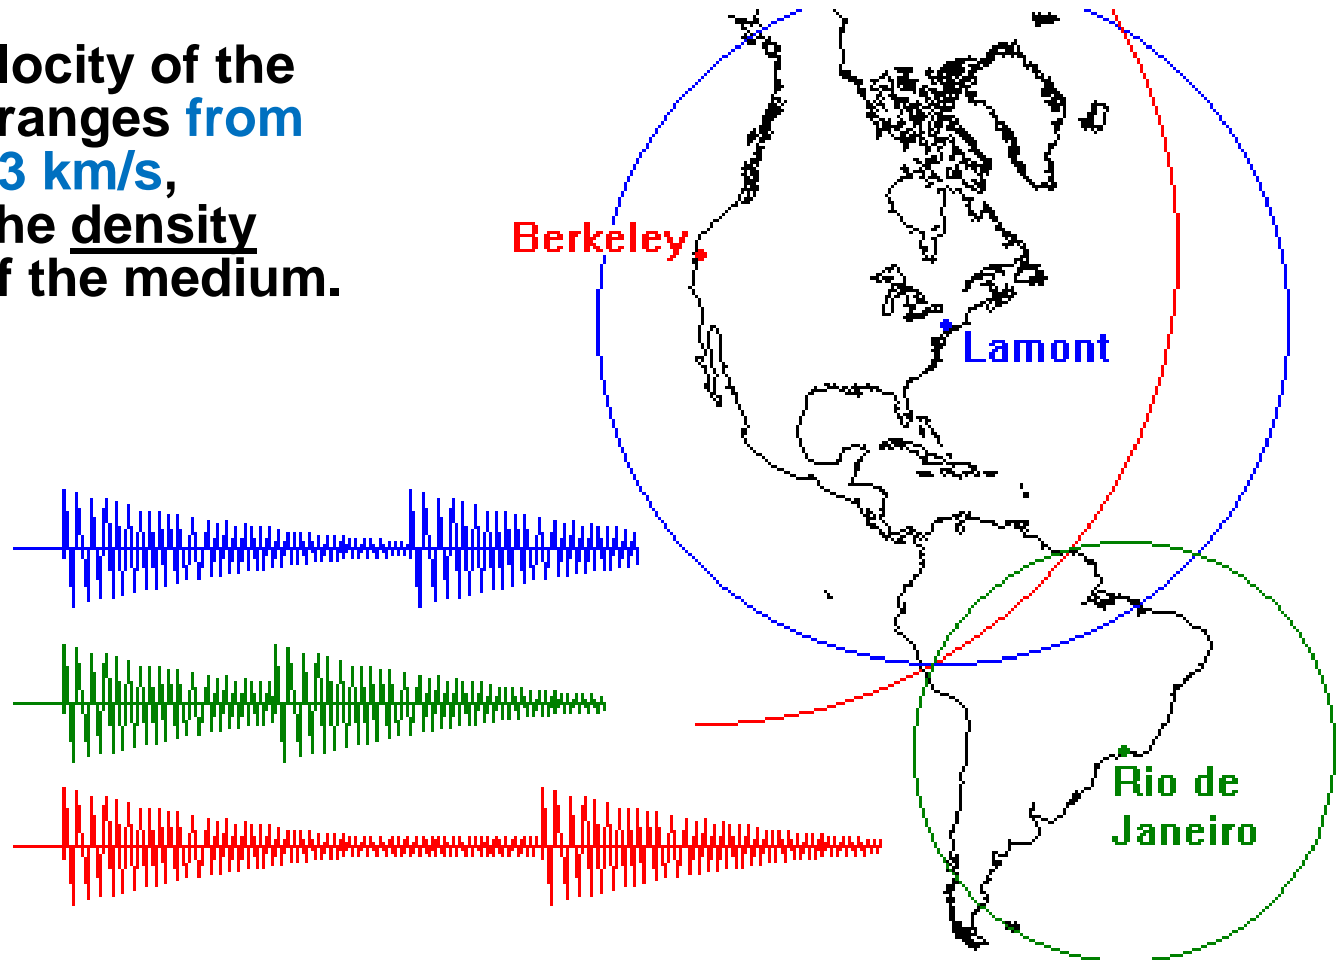 locity of the
ranges from
3 km/s,
he density
f the medium.
Berkeley
Lamont
Rio de
Janeiro